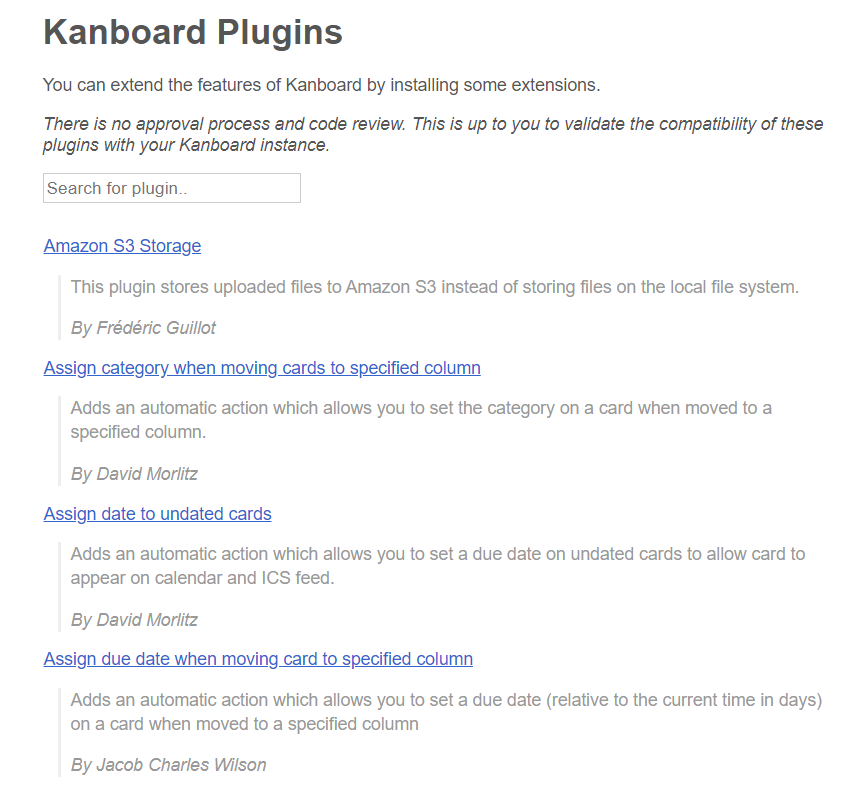 Kanboard Plugins
You can extend the features of Kanboard by installing some extensions.
There is no approval process and code review. This is up to you to validate the compatibility of these
plugins with your Kanboard instance.
Search for plugin..
Amazon S3 Storage
This plugin stores uploaded files to Amazon S3 instead of storing files on the local file system.
By Frédéric Guillot
Assign category when moving cards to specified column
Adds an automatic action which allows you to set the category on a card when moved to a
specified column.
By David Morlitz
Assign date to undated cards
Adds an automatic action which allows you to set a due date on undated cards to allow card to
appear on calendar and ICS feed.
By David Morlitz
Assign due date when moving card to specified column
Adds an automatic action which allows you to set a due date (relative to the current time in days)
on a card when moved to a specified column
By Jacob Charles Wilson